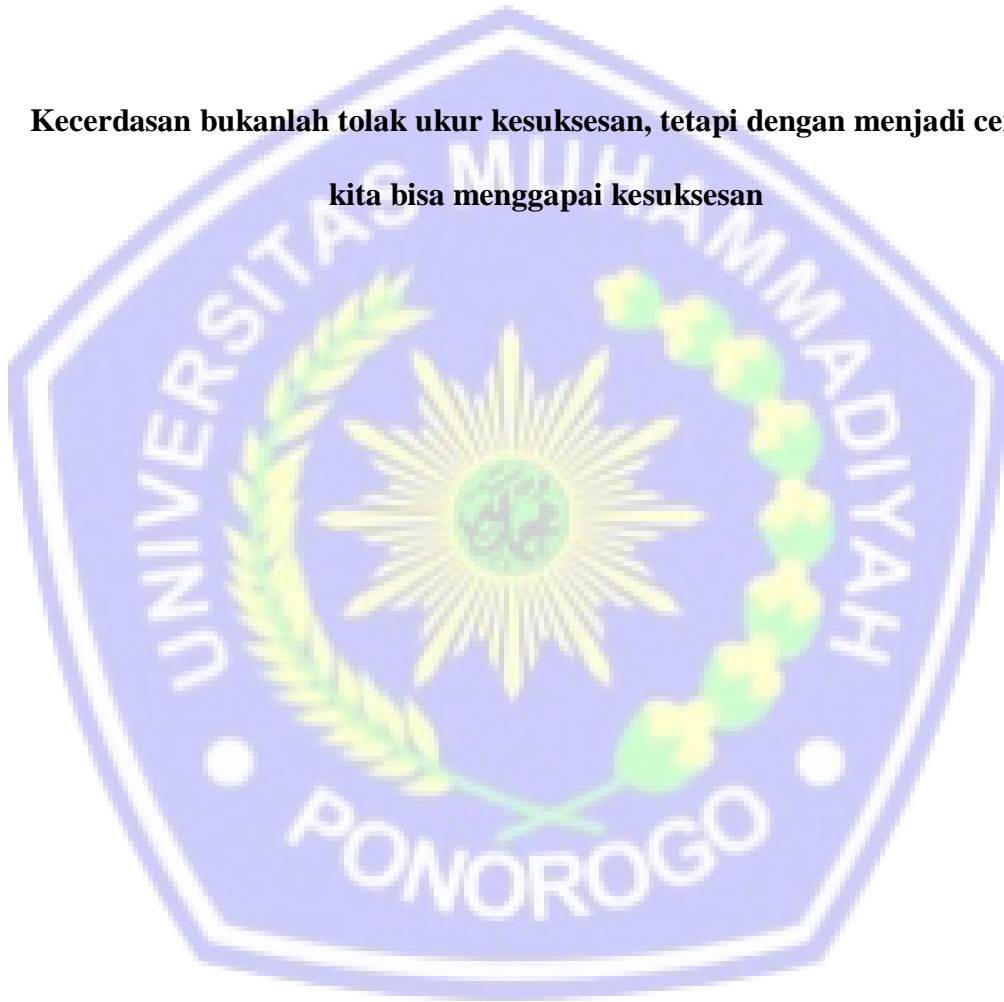 Kecerdasan bukanlah tolak ukur kesuksesan, tetapi dengan menjadi
kita bisa menggapai kesuksesan
UNIVERSITAS MUHAMMADIYAH
PONOROGO